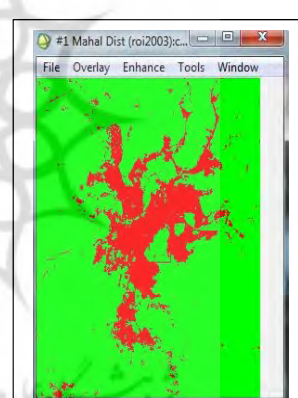 #1 Mahal Dist (roi2003):c...
File Overlay Enhance Tools Window